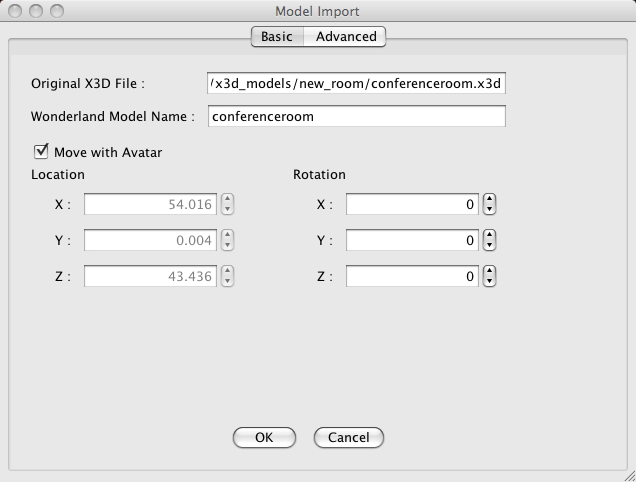 Model Import
Basic Advanced
Original X3D File : /x3d_models/new_room/conferenceroom.x3d
Wonderland Model Name : conferenceroom
Move with Avatar
Location Rotation
X : 54.016 X : 0
Y : 0.004 Y : 0
Z : 43.436 Z : 0
OK Cancel